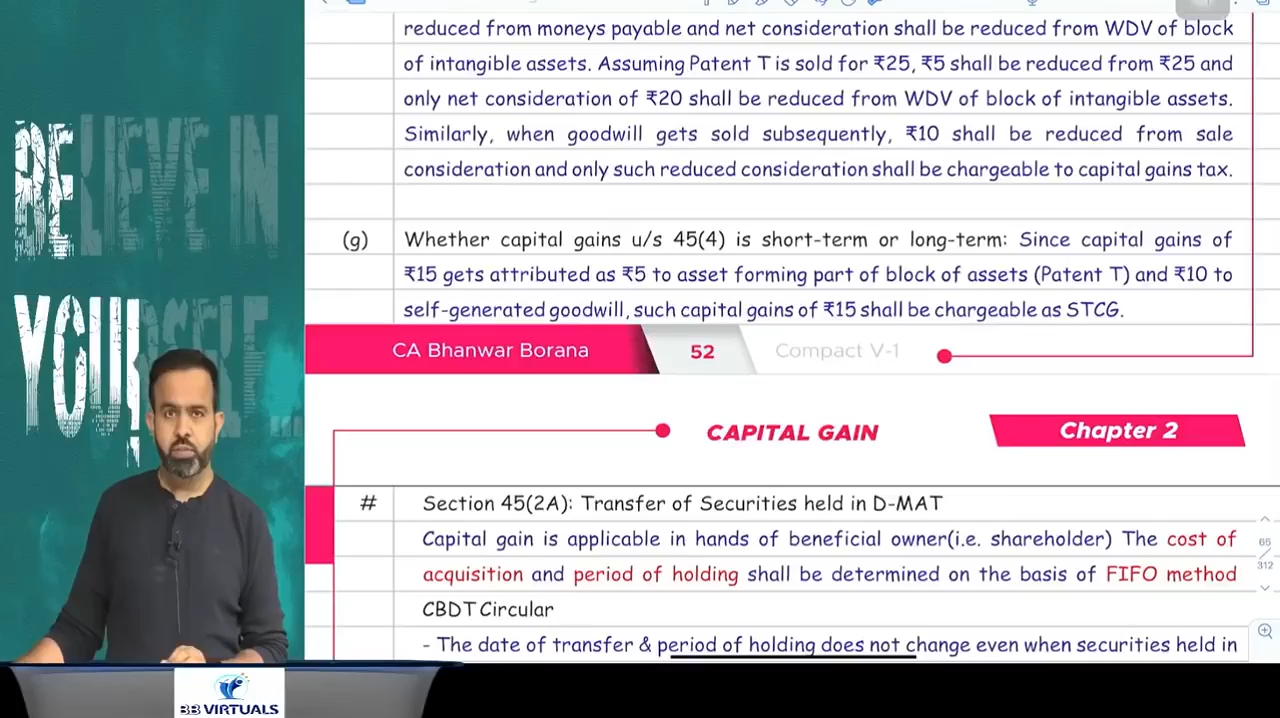 BELIEVE IN
YOURSELF
reduced from moneys payable and net consideration shall be reduced from WDV of block
of intangible assets. Assuming Patent T is sold for ₹25, ₹5 shall be reduced from ₹25 and
only net consideration of ₹20 shall be reduced from WDV of block of intangible assets.
Similarly, when goodwill gets sold subsequently, ₹10 shall be reduced from sale
consideration and only such reduced consideration shall be chargeable to capital gains tax.
(g) Whether capital gains u/s 45(4) is short-term or long-term: Since capital gains of
₹15 gets attributed as ₹5 to asset forming part of block of assets (Patent T) and ₹10 to
self-generated goodwill, such capital gains of ₹15 shall be chargeable as STCG.
CA Bhanwar Borana 52 Compact V-1
CAPITAL GAIN Chapter 2
# Section 45(2A): Transfer of Securities held in D-MAT
Capital gain is applicable in hands of beneficial owner(i.e. shareholder) The cost of
acquisition and period of holding shall be determined on the basis of FIFO method
CBDT Circular
- The date of transfer & period of holding does not change even when securities held in
66
312
BB VIRTUALS